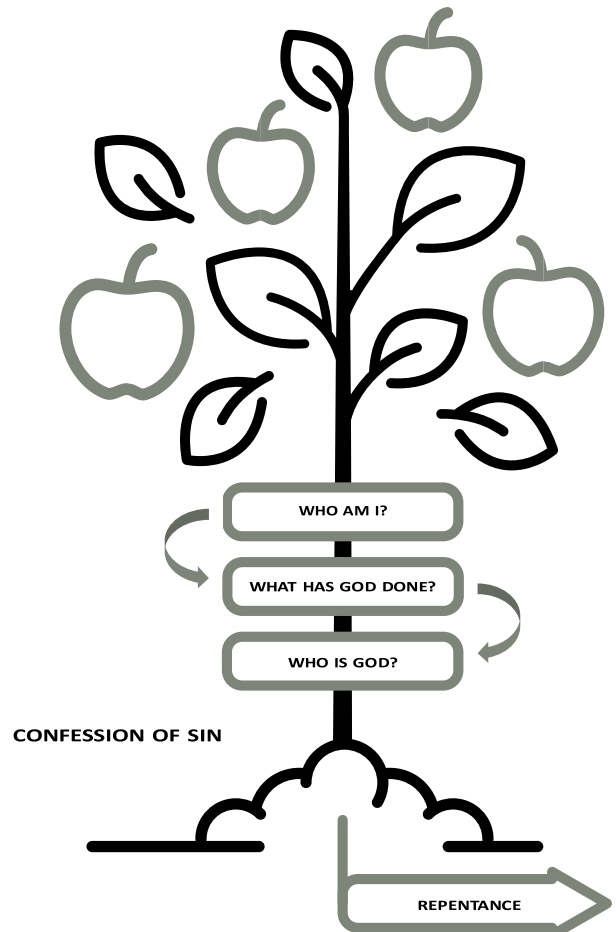 WHO AM I?
WHAT HAS GOD DONE?
WHO IS GOD?
CONFESSION OF SIN
REPENTANCE